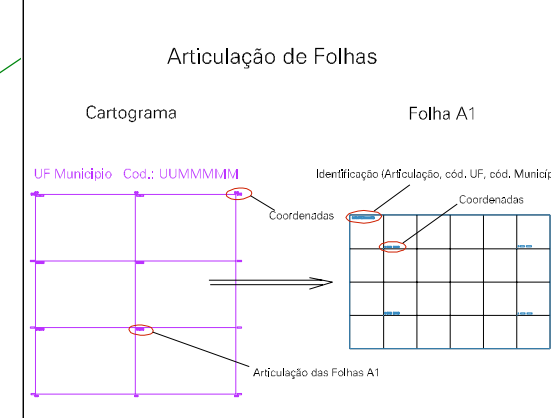 Articulação de Folhas
Cartograma
Folha A1
UF Municipio Cod.: UUMMMMM
Identificação (Articulação, cód. UF, cód. Municíp
Coordenadas
Coordenadas
Articulação das Folhas A1